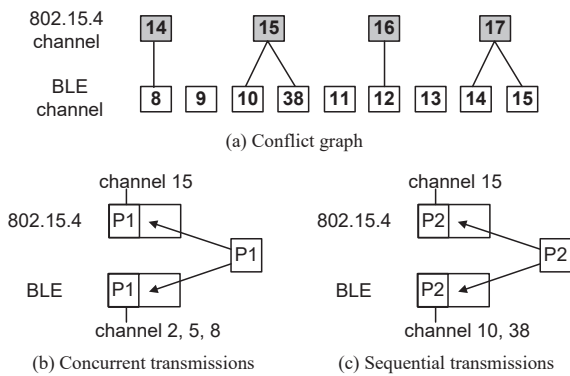 802.15.4
channel
14 15 16 17
BLE
channel
8 9 10 38 11 12 13 14 15
(a) Conflict graph
channel 15
802.15.4
P1
P1
BLE
P1
channel 2, 5, 8
(b) Concurrent transmissions
channel 15
802.15.4
P2
P2
BLE
P2
channel 10, 38
(c) Sequential transmissions